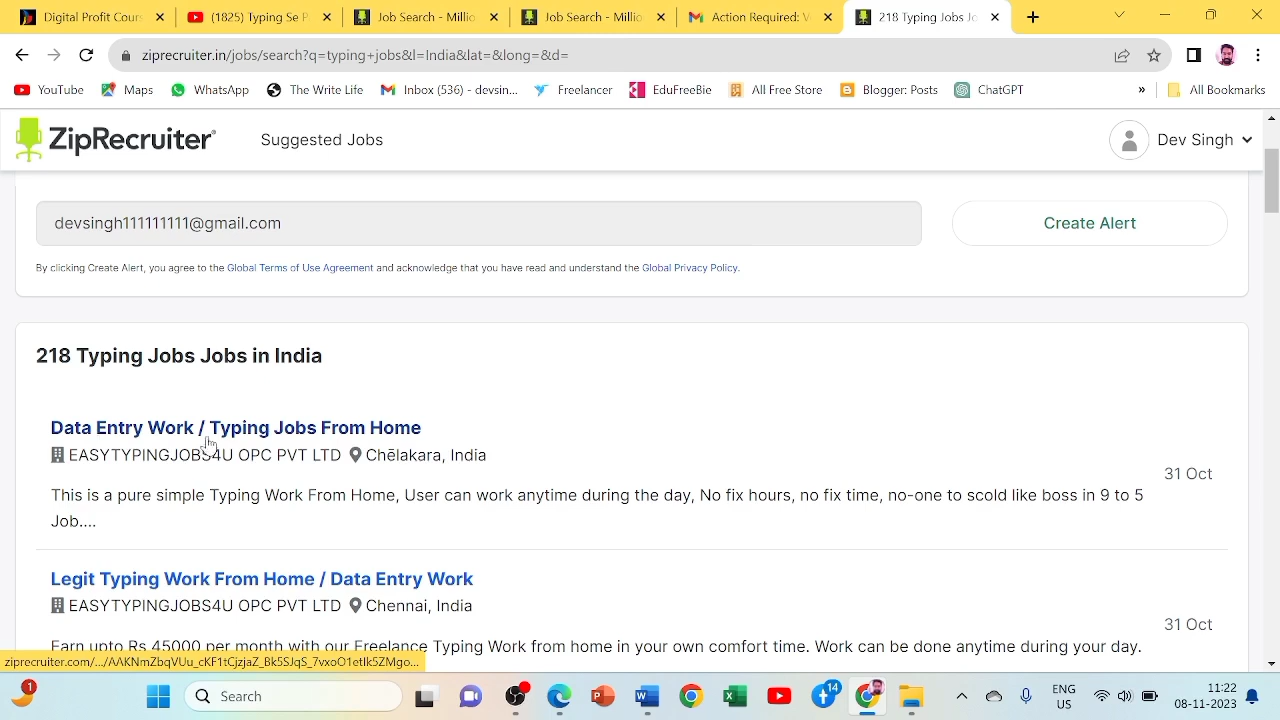 Digital Profit Cours
(1825) Typing Se P
Job Search - Millio
Job Search - Millio
Action Required: V
218 Typing Jobs Jo
ziprecruiter.in/jobs/search?q=typing+jobs&l=India&lat=&long=&d=
YouTube
Maps
WhatsApp
The Write Life
Inbox (536) - devsin...
Freelancer
EduFreeBie
All Free Store
Blogger: Posts
ChatGPT
»
All Bookmarks
ZipRecruiter
Suggested Jobs
Dev Singh
devsingh111111111@gmail.com
Create Alert
By clicking Create Alert, you agree to the Global Terms of Use Agreement and acknowledge that you have read and understand the Global Privacy Policy.
218 Typing Jobs Jobs in India
Data Entry Work / Typing Jobs From Home
EASYTYPINGJOBS4U OPC PVT LTD Chēlakara, India
31 Oct
This is a pure simple Typing Work From Home, User can work anytime during the day, No fix hours, no fix time, no-one to scold like boss in 9 to 5
Job....
Legit Typing Work From Home / Data Entry Work
EASYTYPINGJOBS4U OPC PVT LTD Chennai, India
31 Oct
Earn upto Rs 45000 per month with our Freelance Typing Work from home in your own comfort time. Work can be done anytime during your day.
1
Search
14
ENG
US
11:22
08-11-2023